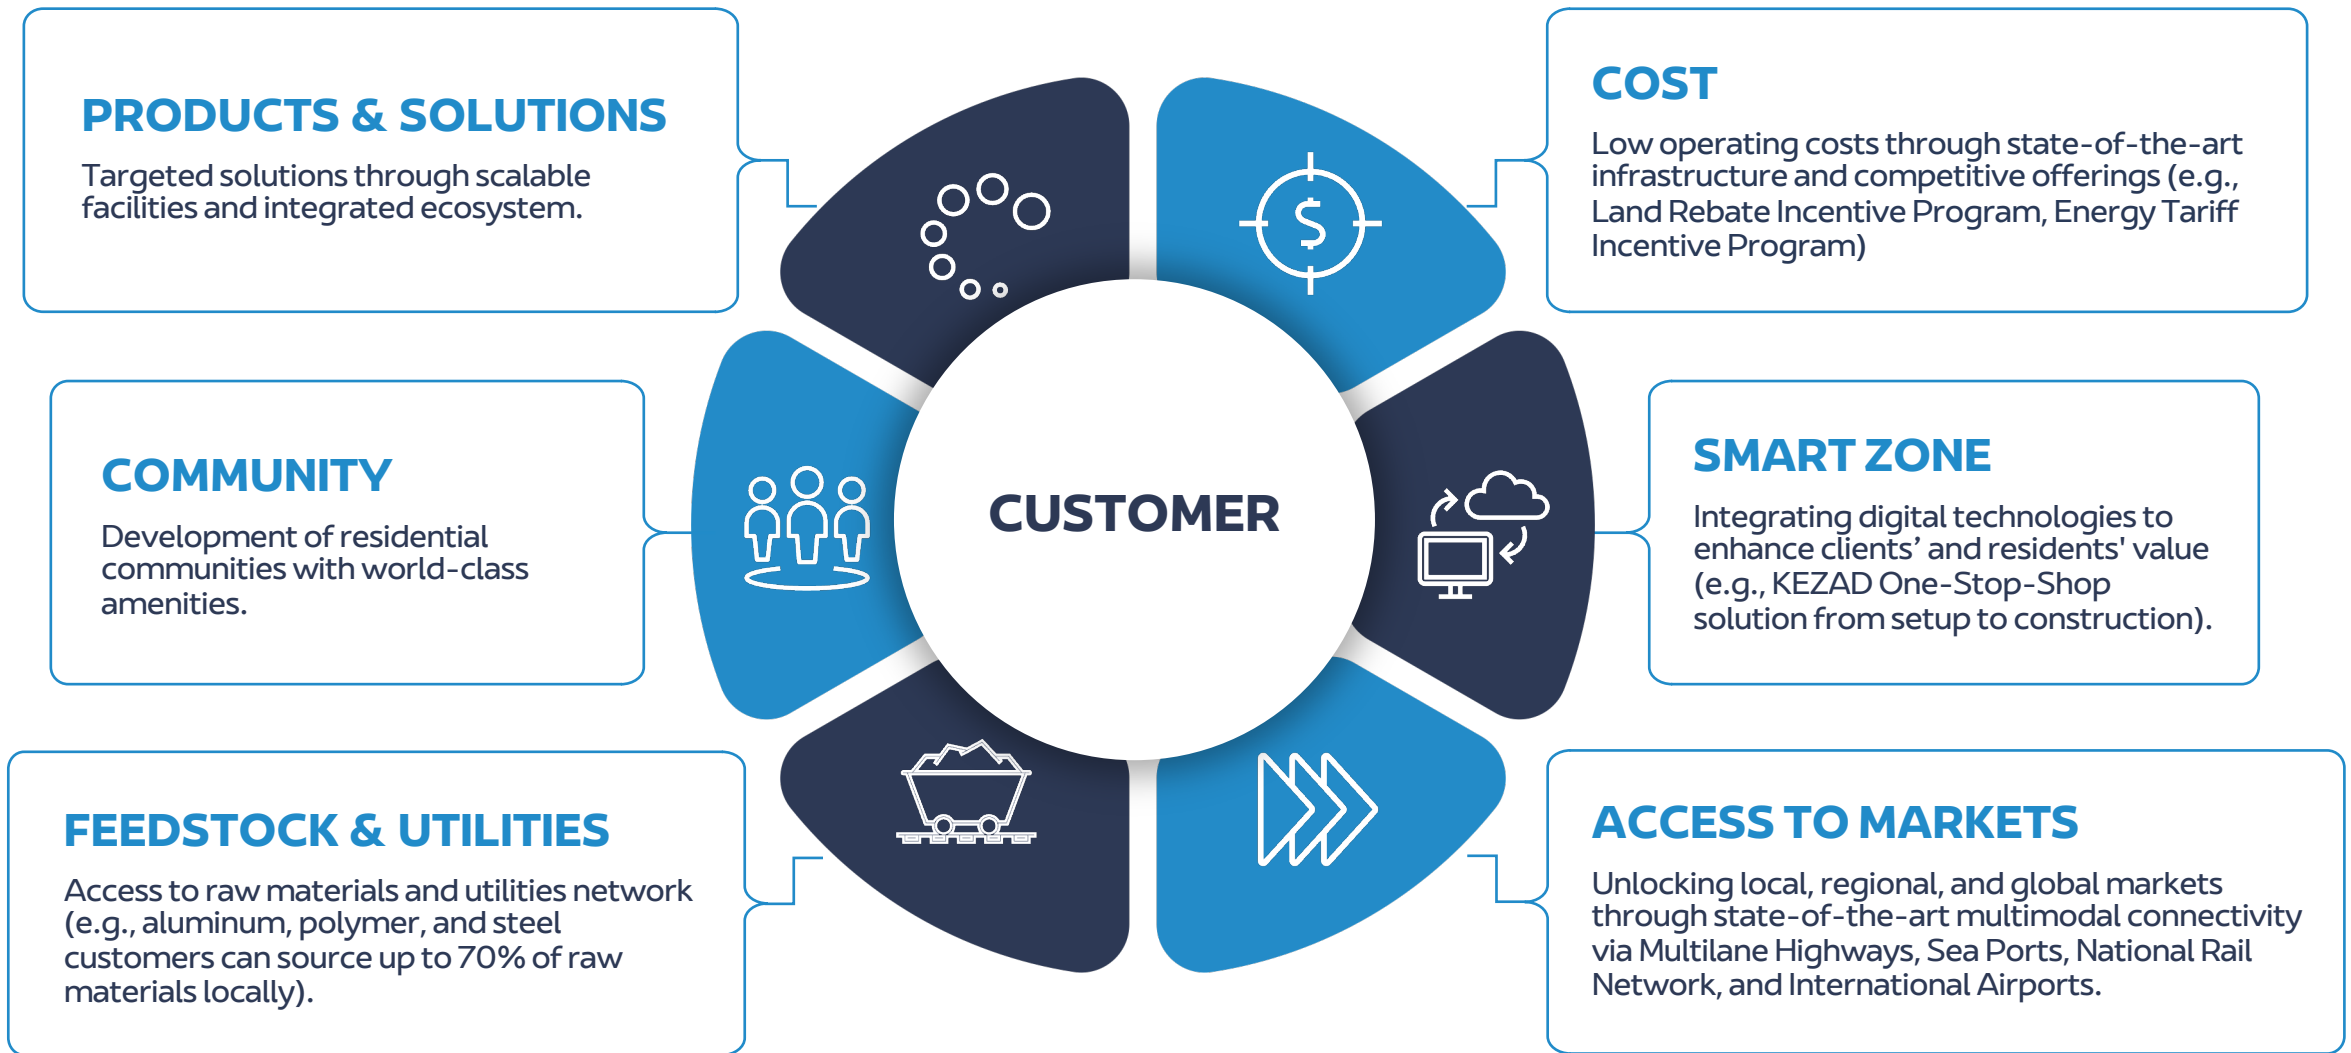 PRODUCTS & SOLUTIONS
Targeted solutions through scalable
facilities and integrated ecosystem.
COST
Low operating costs through state-of-the-art
infrastructure and competitive offerings (e.g.,
Land Rebate Incentive Program, Energy Tariff
Incentive Program)
COMMUNITY
Development of residential
communities with world-class
amenities.
CUSTOMER
SMART ZONE
Integrating digital technologies to
enhance clients’ and residents' value
(e.g., KEZAD One-Stop-Shop
solution from setup to construction).
FEEDSTOCK & UTILITIES
Access to raw materials and utilities network
(e.g., aluminum, polymer, and steel
customers can source up to 70% of raw
materials locally).
ACCESS TO MARKETS
Unlocking local, regional, and global markets
through state-of-the-art multimodal connectivity
via Multilane Highways, Sea Ports, National Rail
Network, and International Airports.